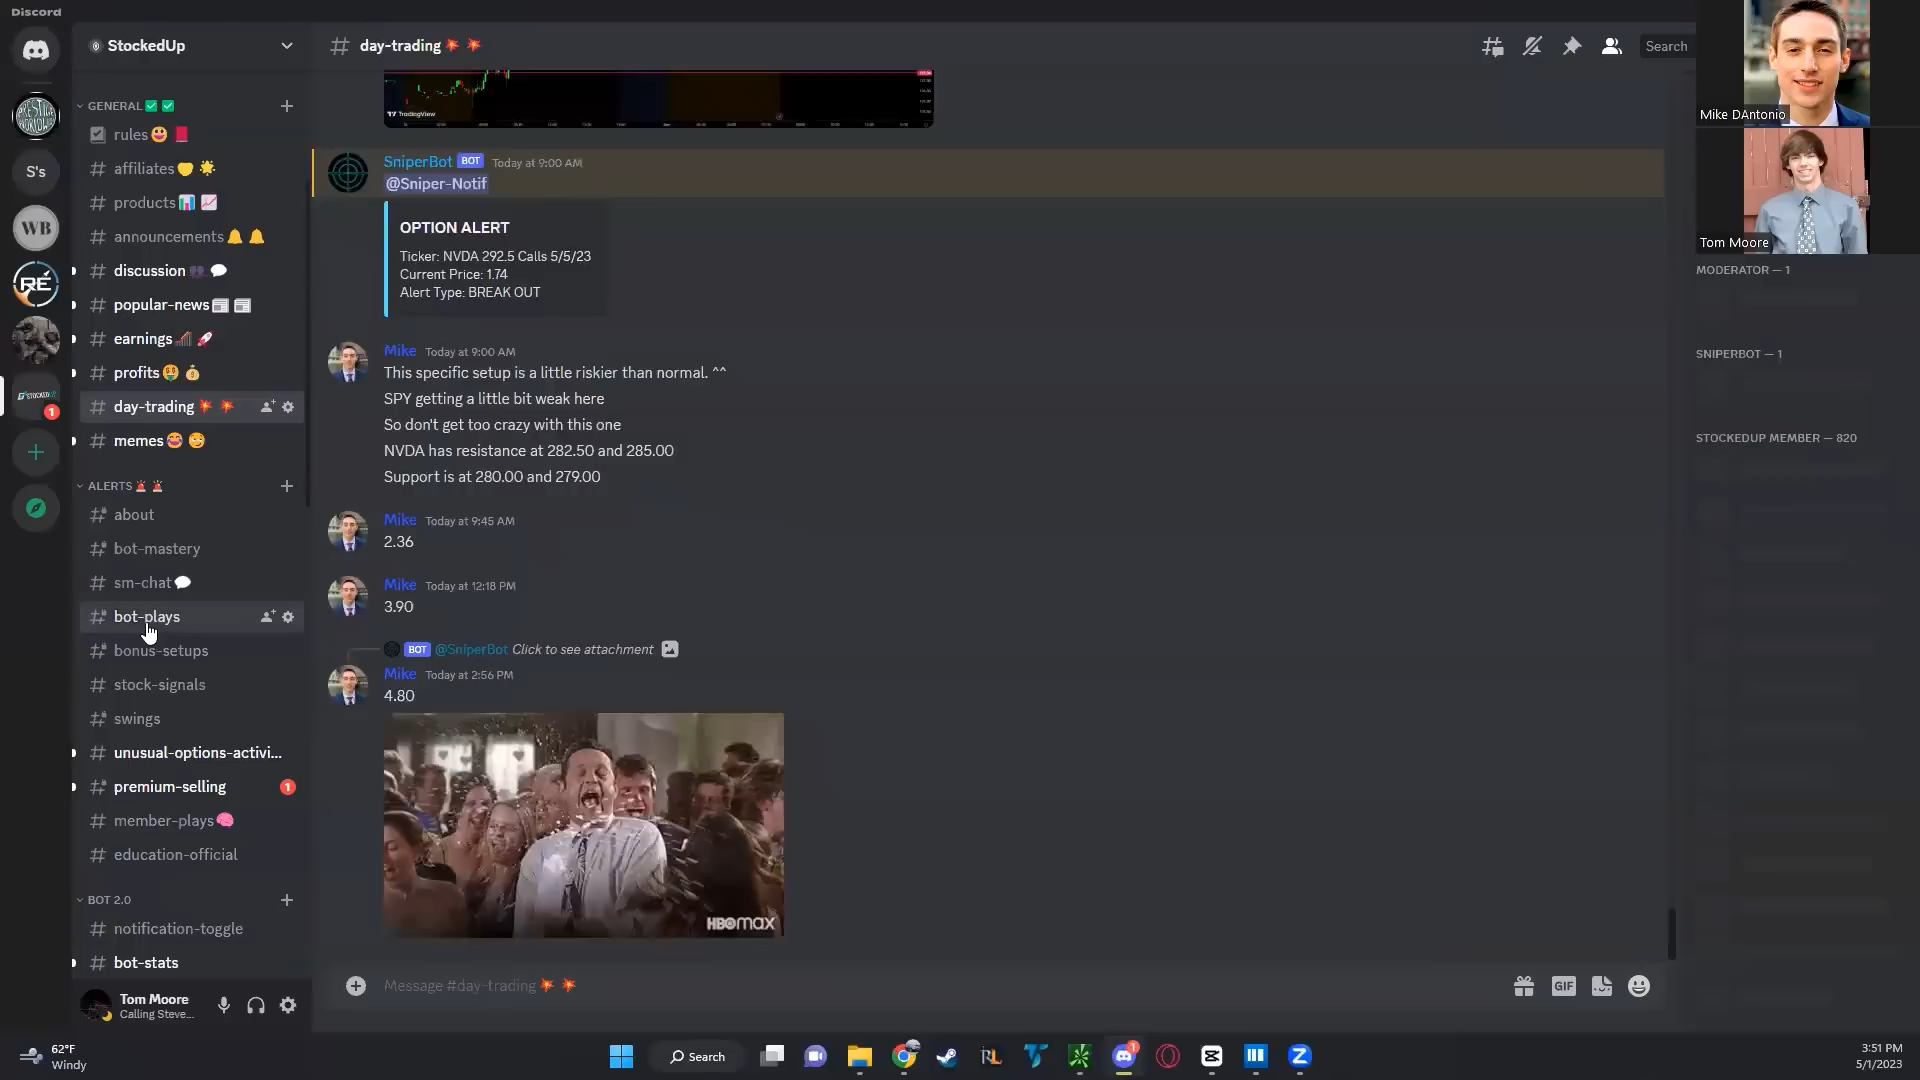 Discord
StockedUp
GENERAL
rules
affiliates
products
announcements
discussion
popular-news
earnings
profits
day-trading
memes
ALERTS
about
bot-mastery
sm-chat
bot-plays
bonus-setups
stock-signals
swings
unusual-options-activi...
premium-selling
1
member-plays
education-official
BOT 2.0
notification-toggle
bot-stats
Tom Moore
Calling Steve...
S's
WB
RE
STOCKEDUP
1
day-trading
Search
TradingView
SniperBot BOT Today at 9:00 AM
@Sniper-Notif
OPTION ALERT
Ticker: NVDA 292.5 Calls 5/5/23
Current Price: 1.74
Alert Type: BREAK OUT
Mike Today at 9:00 AM
This specific setup is a little riskier than normal. ^^
SPY getting a little bit weak here
So don't get too crazy with this one
NVDA has resistance at 282.50 and 285.00
Support is at 280.00 and 279.00
Mike Today at 9:45 AM
2.36
Mike Today at 12:18 PM
3.90
BOT @SniperBot Click to see attachment
Mike Today at 2:56 PM
4.80
HBOMAX
Message #day-trading
GIF
Mike DAntonio
Tom Moore
MODERATOR — 1
SNIPERBOT — 1
STOCKEDUP MEMBER — 820
62°F
Windy
Search
RL
1
3:51 PM
5/1/2023